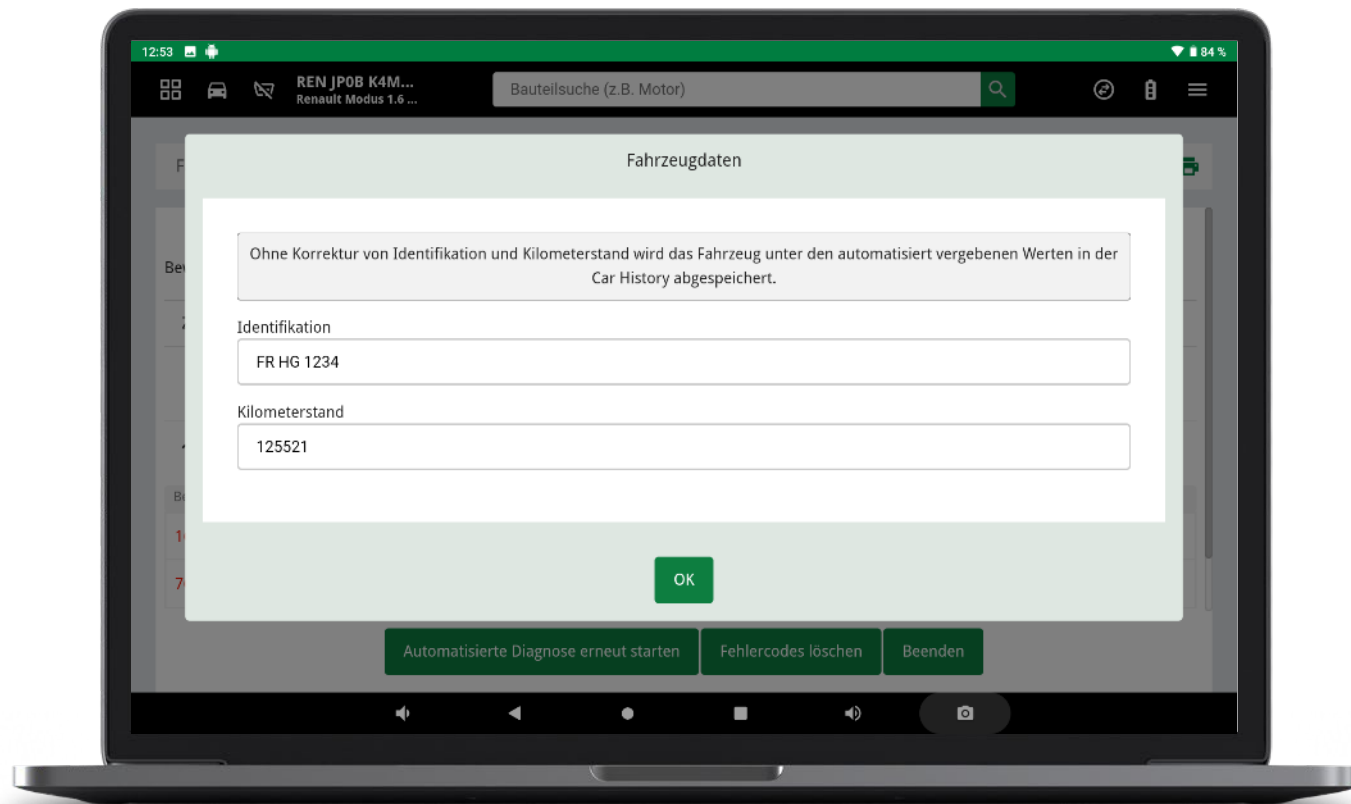 12:53
84 %
REN JP0B K4M...
Renault Modus 1.6 ...
Bauteilsuche (z.B. Motor)
Fahrzeugdaten
Ohne Korrektur von Identifikation und Kilometerstand wird das Fahrzeug unter den automatisiert vergebenen Werten in der
Car History abgespeichert.
Identifikation
FR HG 1234
Kilometerstand
125521
OK
Automatisierte Diagnose erneut starten
Fehlercodes löschen
Beenden